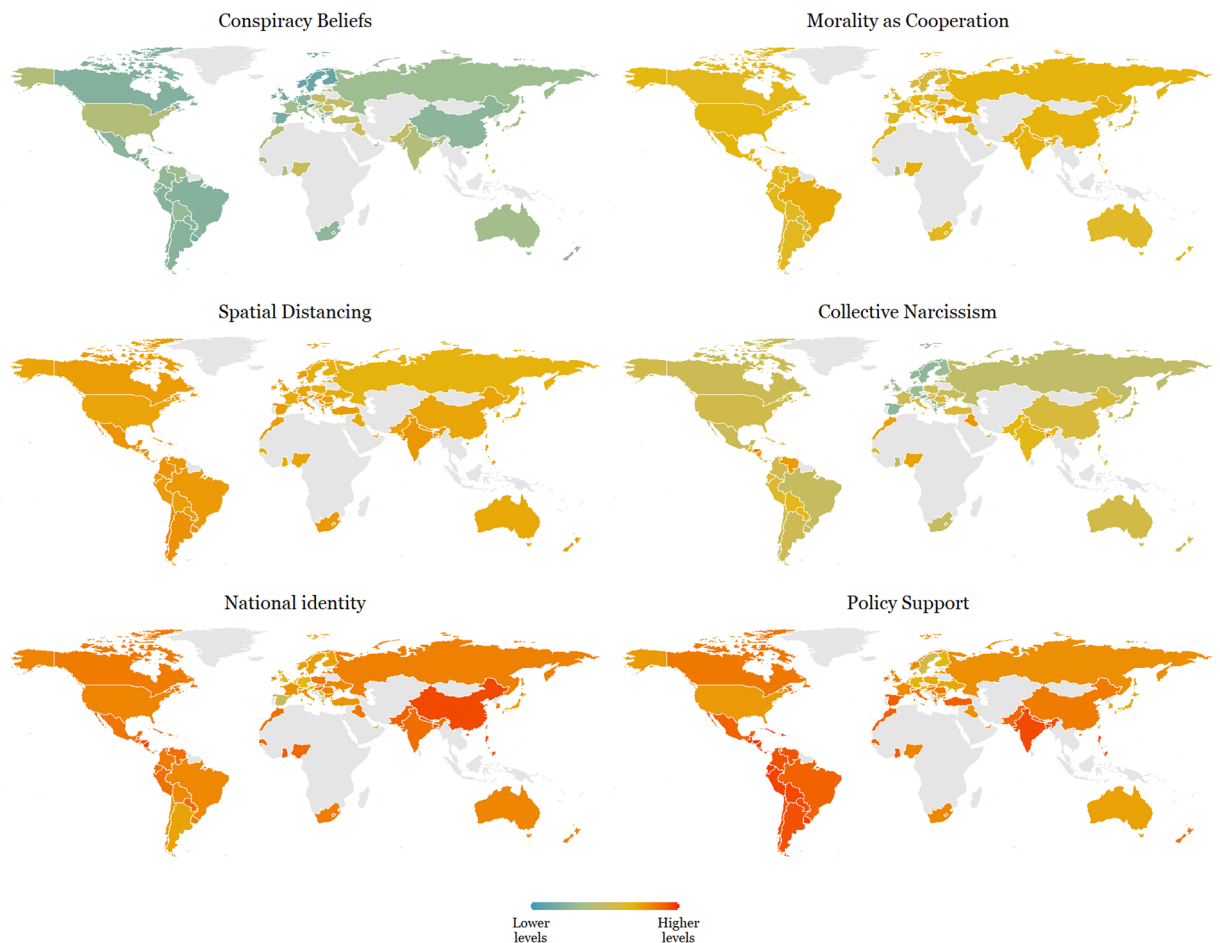 Conspiracy Beliefs
Morality as Cooperation
Spatial Distancing
Collective Narcissism
National identity
Policy Support
Lower
levels
Higher
levels